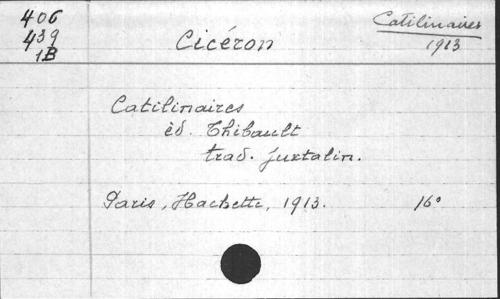 406
439
1B
Cicéron
Catilinaires
1913
Catilinaires
éd. Thibault
trad. juxtalin.
Paris, Hachette, 1913. 16°